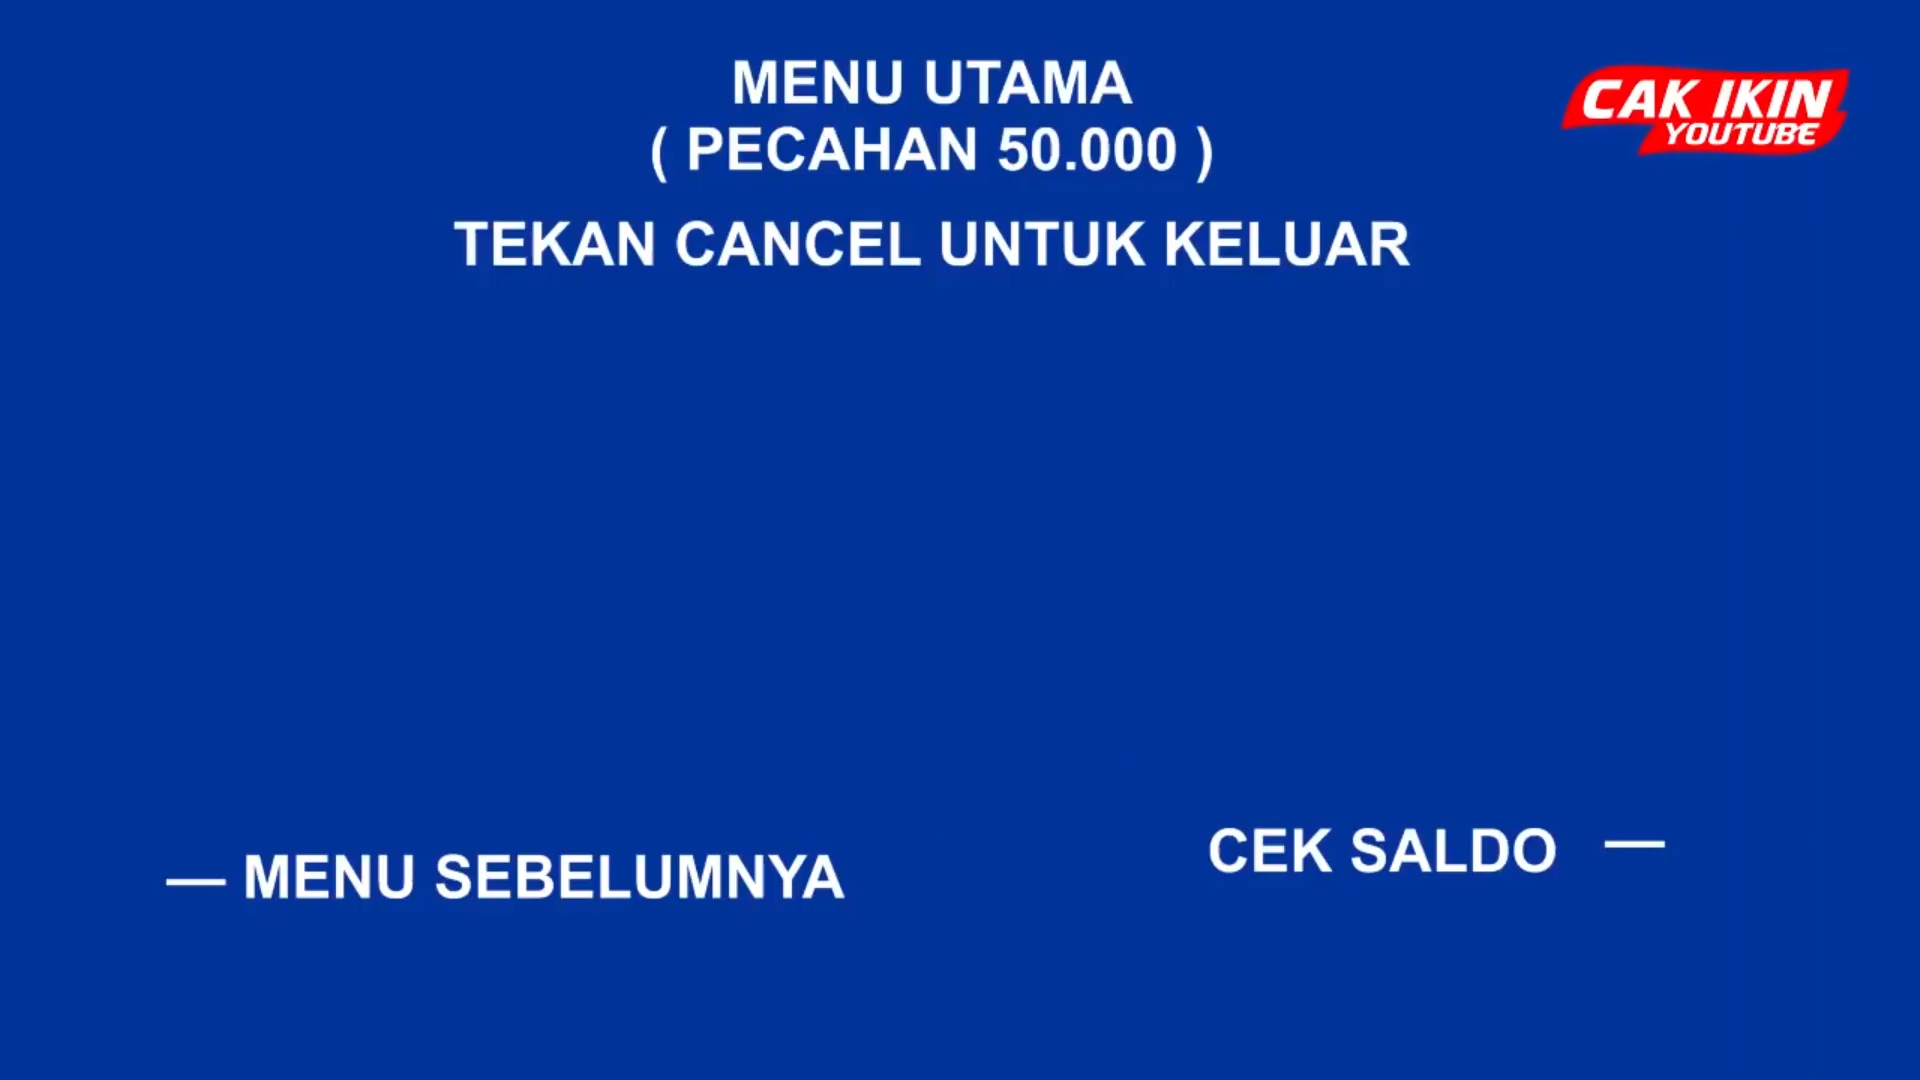 MENU UTAMA
( PECAHAN 50.000 )
TEKAN CANCEL UNTUK KELUAR
CAK IKIN
YOUTUBE
— MENU SEBELUMNYA
CEK SALDO —